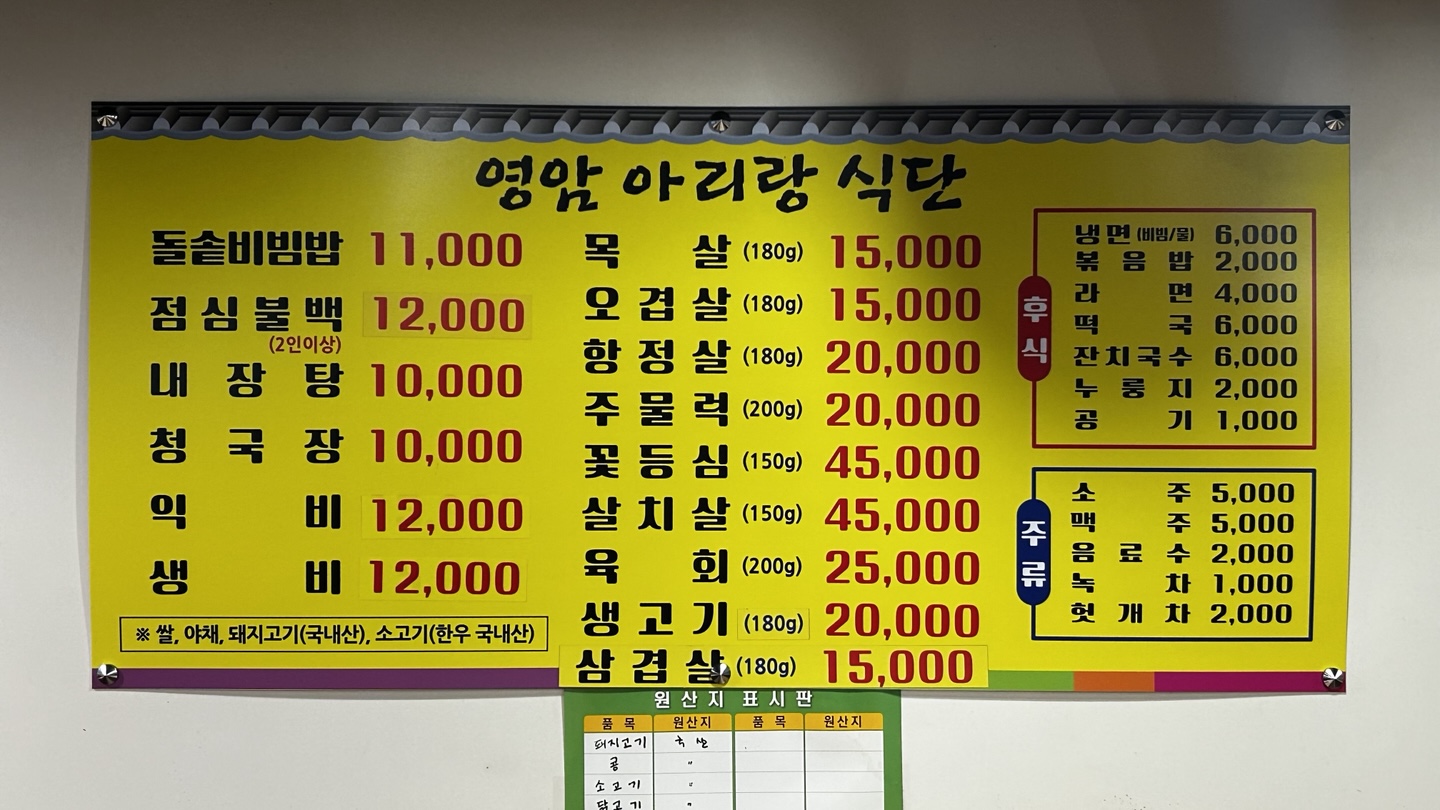 영암 아리랑 식단
돌솥비빔밥 11,000
점심불백 12,000
(2인이상)
내장탕 10,000
청국장 10,000
익비 12,000
생비 12,000
※ 쌀, 야채, 돼지고기(국내산), 소고기(한우 국내산)
목살 (180g) 15,000
오겹살 (180g) 15,000
항정살 (180g) 20,000
주물럭 (200g) 20,000
꽃등심 (150g) 45,000
살치살 (150g) 45,000
육회 (200g) 25,000
생고기 (180g) 20,000
삼겹살 (180g) 15,000
후식
냉면(비빔/물) 6,000
볶음밥 2,000
라면 4,000
떡국 6,000
잔치국수 6,000
누룽지 2,000
공기 1,000
주류
소주 5,000
맥주 5,000
음료수 2,000
녹차 1,000
헛개차 2,000
원산지 표시판
품목 원산지 품목 원산지
돼지고기 국산
콩 "
소고기 "
닭고기 "